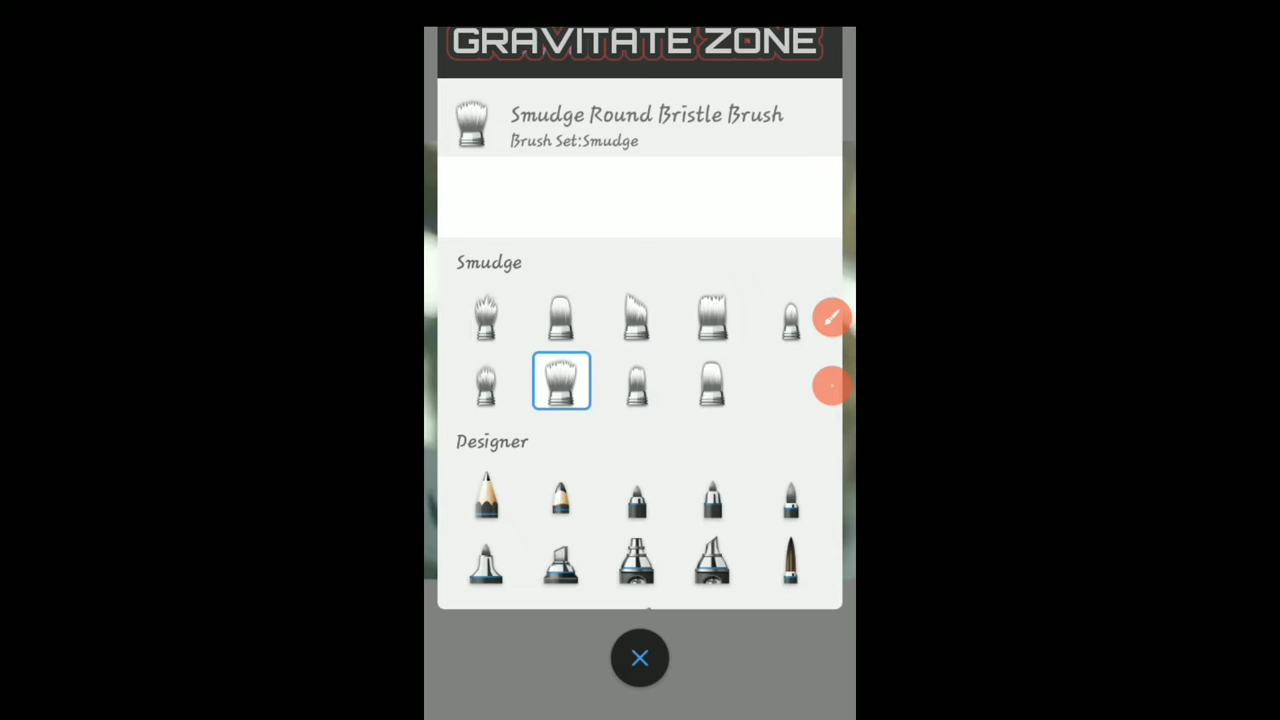 GRAVITATE ZONE
Smudge Round Bristle Brush
Brush Set:Smudge
Smudge
Designer